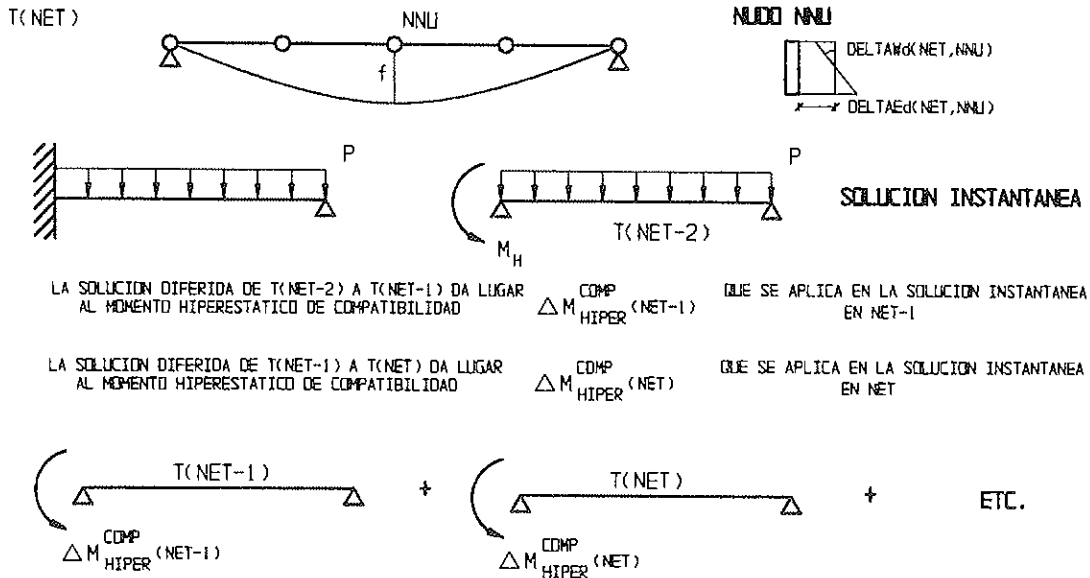 T(NET)
NNU
NUDO NNU
f
DELTAWd(NET,NNU)
DELTAEd(NET,NNU)
P
P
SOLUCION INSTANTANEA
T(NET-2)
M_H
LA SOLUCION DIFERIDA DE T(NET-2) A T(NET-1) DA LUGAR
AL MOMENTO HIPERESTATICO DE COMPATIBILIDAD
△ M COMP HIPER (NET-1)
QUE SE APLICA EN LA SOLUCION INSTANTANEA
EN NET-1
LA SOLUCION DIFERIDA DE T(NET-1) A T(NET) DA LUGAR
AL MOMENTO HIPERESTATICO DE COMPATIBILIDAD
△ M COMP HIPER (NET)
QUE SE APLICA EN LA SOLUCION INSTANTANEA
EN NET
T(NET-1)
+
T(NET)
+
ETC.
△ M COMP HIPER (NET-1)
△ M COMP HIPER (NET)